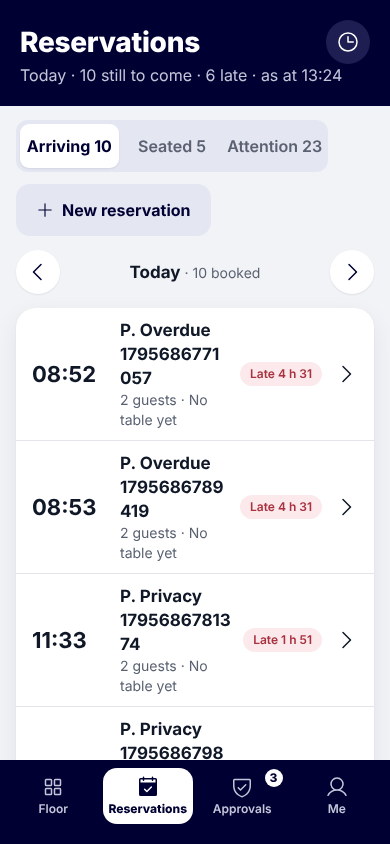 Reservations
Today · 10 still to come · 6 late · as at 13:24
Arriving 10
Seated 5
Attention 23
+ New reservation
Today · 10 booked
08:52
P. Overdue
1795686771
057
2 guests · No
table yet
Late 4 h 31
08:53
P. Overdue
1795686789
419
2 guests · No
table yet
Late 4 h 31
11:33
P. Privacy
17956867813
74
2 guests · No
table yet
Late 1 h 51
P. Privacy
1795686798
Floor
Reservations
Approvals
3
Me